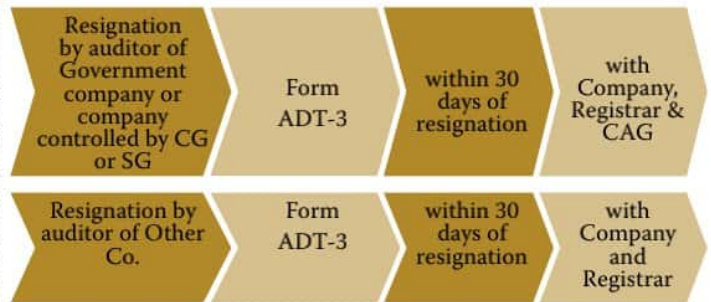 Resignation
by auditor of
Government
company or
company
controlled by CG
or SG
Form
ADT-3
within 30
days of
resignation
with
Company,
Registrar &
CAG
Resignation by
auditor of Other
Co.
Form
ADT-3
within 30
days of
resignation
with
Company
and
Registrar